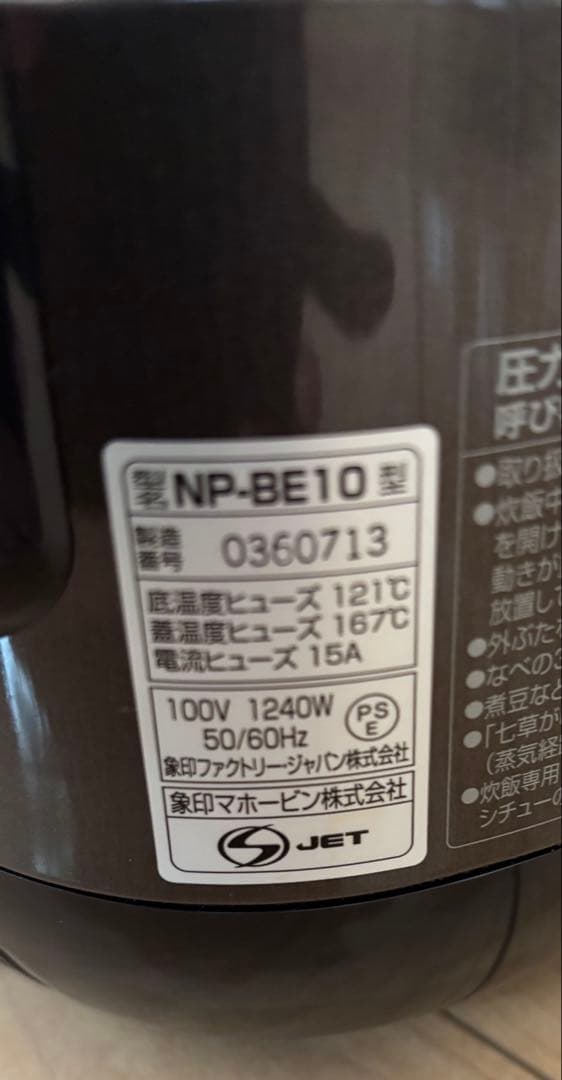 型名 NP-BE10 型
製造番号 0360713
底温度ヒューズ 121℃
蓋温度ヒューズ 167℃
電流ヒューズ 15A
100V 1240W
50/60Hz
PSE
象印ファクトリー・ジャパン株式会社
象印マホービン株式会社
S JET
圧力
呼び
●取り扱
●炊飯中
を開け
動きが
放置して
●外ぶた
●なべの
●煮豆など
●「七草が
(蒸気経
●炊飯専用
シチューの